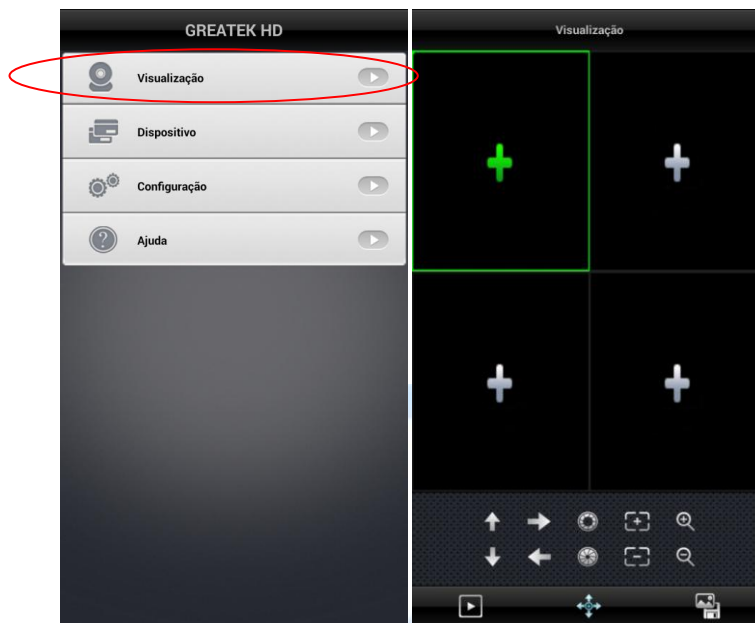 GREATEK HD
Visualização
Dispositivo
Configuração
Ajuda
Visualização